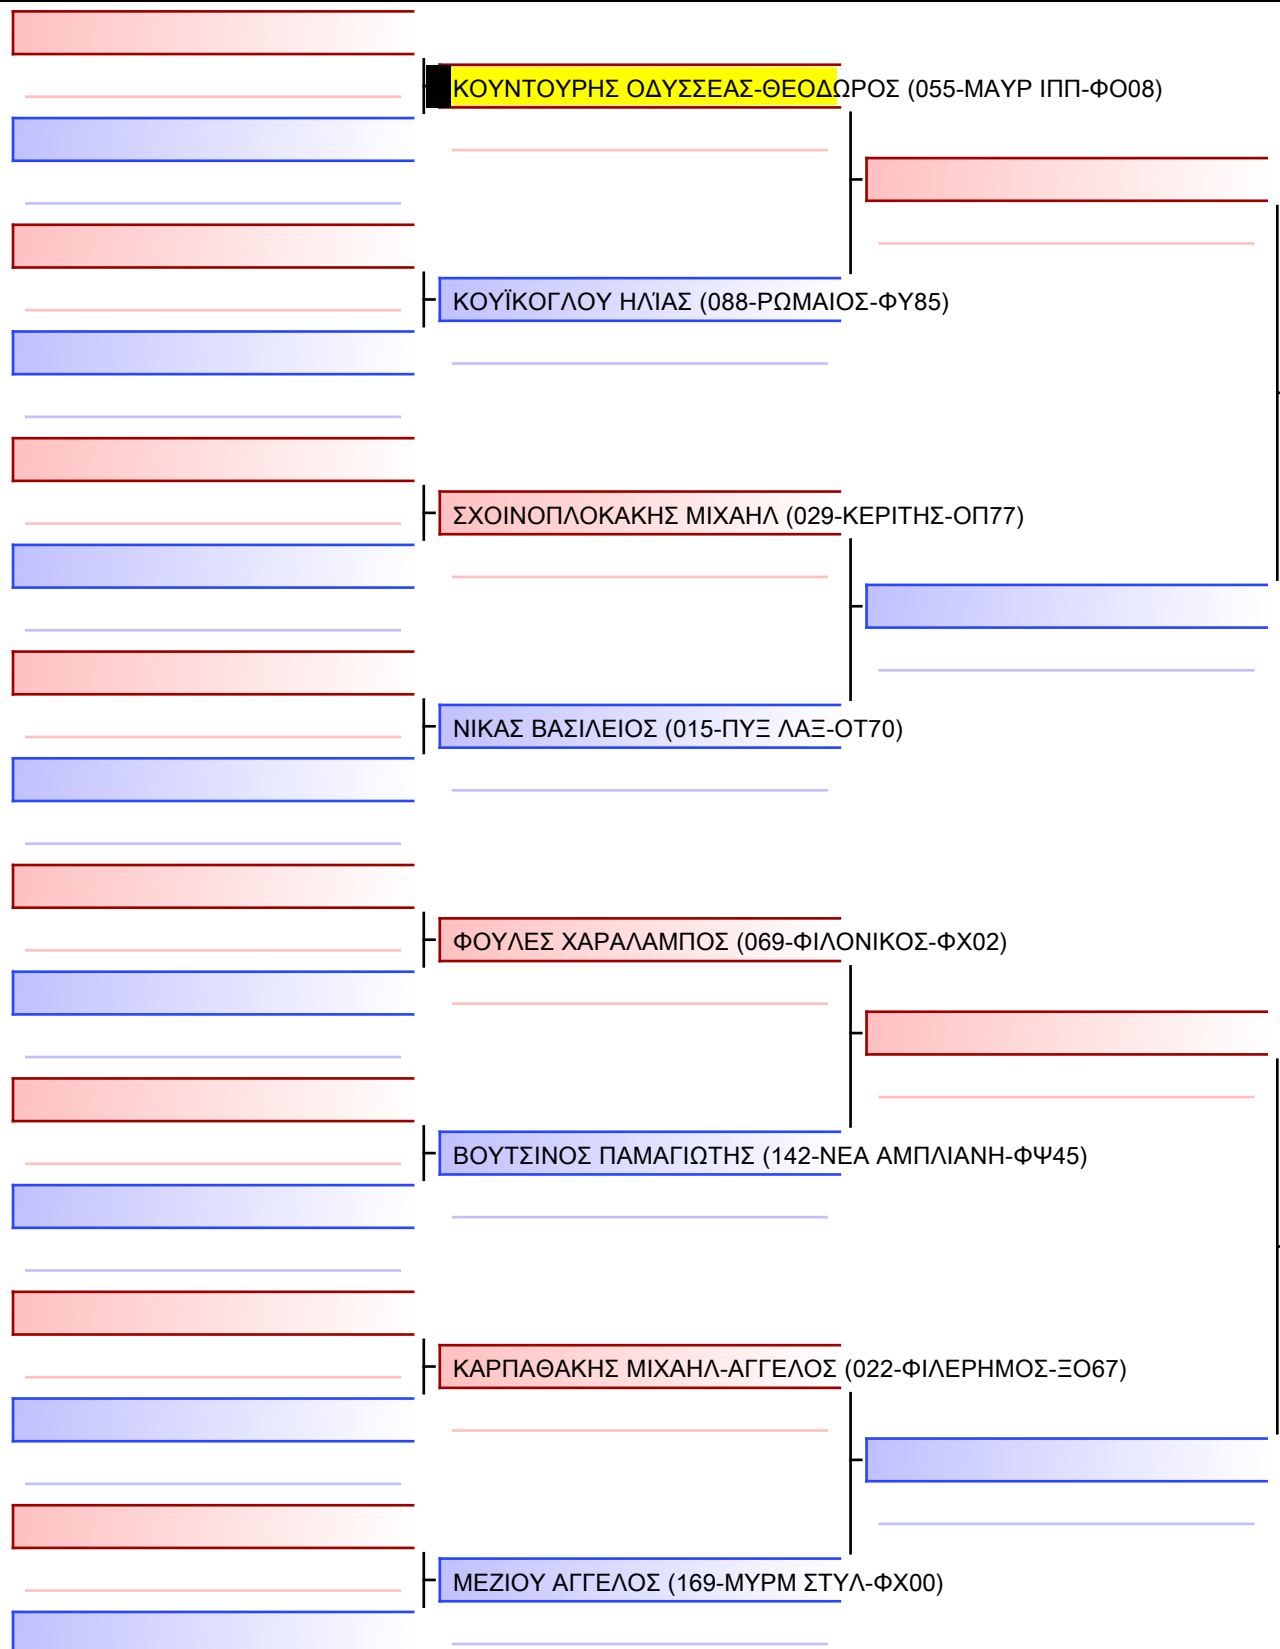 ΚΟΥΝΤΟΥΡΗΣ ΟΔΥΣΣΕΑΣ-ΘΕΟΔΩΡΟΣ (055-ΜΑΥΡ ΙΠΠ-ΦΟ08)
ΚΟΥΪΚΟΓΛΟΥ ΗΛΊΑΣ (088-ΡΩΜΑΙΟΣ-ΦΥ85)
ΣΧΟΙΝΟΠΛΟΚΑΚΗΣ ΜΙΧΑΗΛ (029-ΚΕΡΙΤΗΣ-ΟΠ77)
ΝΙΚΑΣ ΒΑΣΙΛΕΙΟΣ (015-ΠΥΞ ΛΑΞ-ΟΤ70)
ΦΟΥΛΕΣ ΧΑΡΑΛΑΜΠΟΣ (069-ΦΙΛΟΝΙΚΟΣ-ΦΧ02)
ΒΟΥΤΣΙΝΟΣ ΠΑΜΑΓΙΩΤΗΣ (142-ΝΕΑ ΑΜΠΛΙΑΝΗ-ΦΨ45)
ΚΑΡΠΑΘΑΚΗΣ ΜΙΧΑΗΛ-ΑΓΓΕΛΟΣ (022-ΦΙΛΕΡΗΜΟΣ-ΞΟ67)
ΜΕΖΙΟΥ ΑΓΓΕΛΟΣ (169-ΜΥΡΜ ΣΤΥΛ-ΦΧ00)